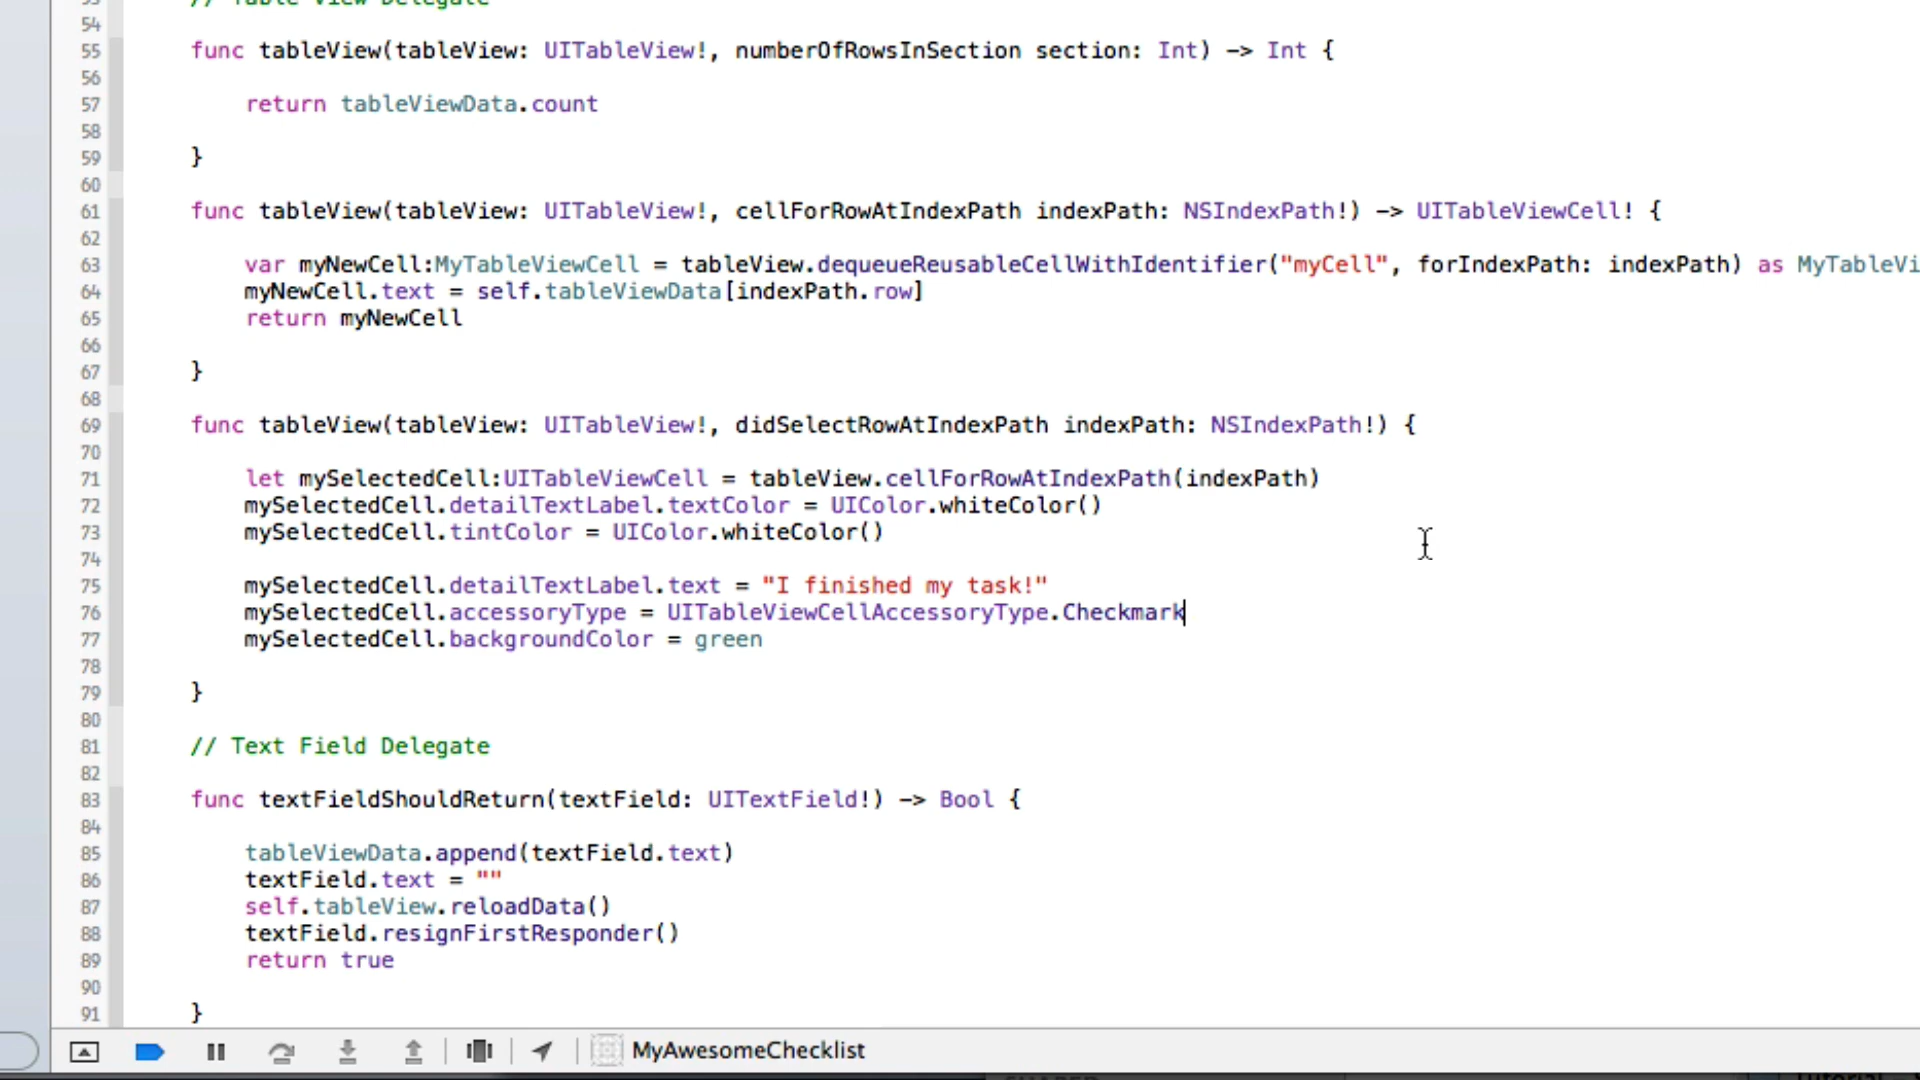 // Table View Delegate
54
55 func tableView(tableView: UITableView!, numberOfRowsInSection section: Int) -> Int {
56
57 return tableViewData.count
58
59 }
60
61 func tableView(tableView: UITableView!, cellForRowAtIndexPath indexPath: NSIndexPath!) -> UITableViewCell! {
62
63 var myNewCell:MyTableViewCell = tableView.dequeueReusableCellWithIdentifier("myCell", forIndexPath: indexPath) as MyTableVi
64 myNewCell.text = self.tableViewData[indexPath.row]
65 return myNewCell
66
67 }
68
69 func tableView(tableView: UITableView!, didSelectRowAtIndexPath indexPath: NSIndexPath!) {
70
71 let mySelectedCell:UITableViewCell = tableView.cellForRowAtIndexPath(indexPath)
72 mySelectedCell.detailTextLabel.textColor = UIColor.whiteColor()
73 mySelectedCell.tintColor = UIColor.whiteColor()
74
75 mySelectedCell.detailTextLabel.text = "I finished my task!"
76 mySelectedCell.accessoryType = UITableViewCellAccessoryType.Checkmark
77 mySelectedCell.backgroundColor = green
78
79 }
80
81 // Text Field Delegate
82
83 func textFieldShouldReturn(textField: UITextField!) -> Bool {
84
85 tableViewData.append(textField.text)
86 textField.text = ""
87 self.tableView.reloadData()
88 textField.resignFirstResponder()
89 return true
90
91 }
MyAwesomeChecklist